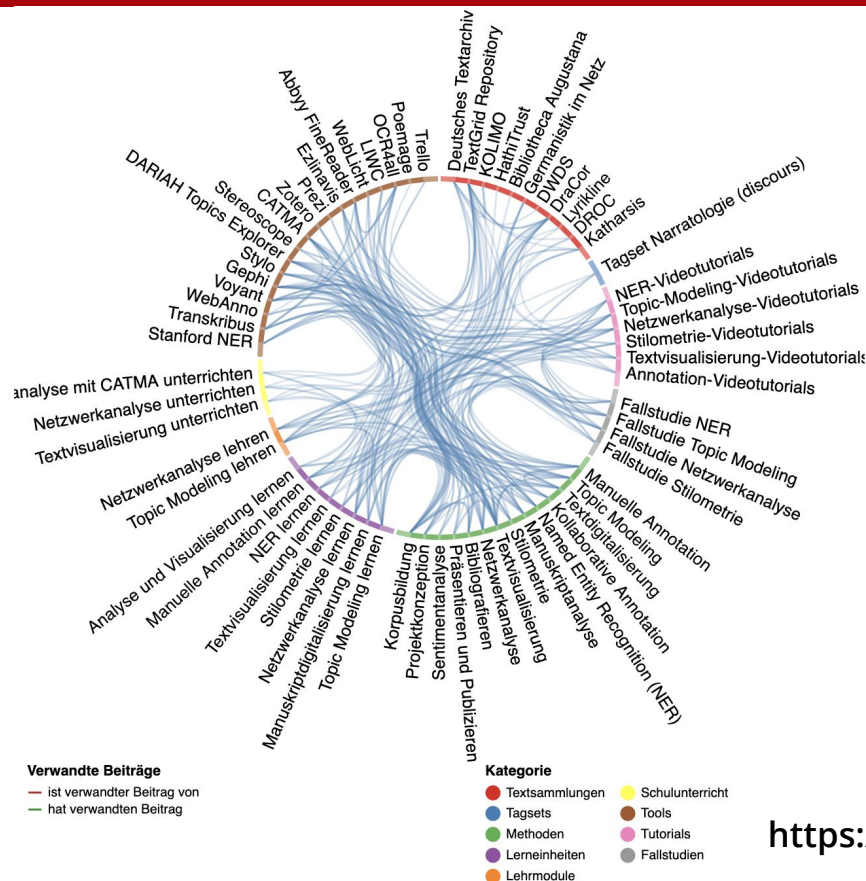 Deutsches Textarchiv
TextGrid Repository
KOLIMO
HathiTrust
Bibliotheca Augustana
Germanistik im Netz
DWDS
DraCor
Lyrikline
DROC
Katharsis
Tagset Narratologie (discours)
NER-Videotutorials
Topic-Modeling-Videotutorials
Netzwerkanalyse-Videotutorials
Stilometrie-Videotutorials
Textvisualisierung-Videotutorials
Annotation-Videotutorials
Fallstudie NER
Fallstudie Topic Modeling
Fallstudie Netzwerkanalyse
Fallstudie Stilometrie
Manuelle Annotation
Topic Modeling
Textdigitalisierung
Kollaborative Annotation
Named Entity Recognition (NER)
Manuskriptanalyse
Stilometrie
Textvisualisierung
Netzwerkanalyse
Bibliografieren
Präsentieren und Publizieren
Sentimentanalyse
Projektkonzeption
Korpusbildung
Topic Modeling lernen
Manuskriptdigitalisierung lernen
Netzwerkanalyse lernen
Stilometrie lernen
Textvisualisierung lernen
NER lernen
Manuelle Annotation lernen
Analyse und Visualisierung lernen
Topic Modeling lehren
Netzwerkanalyse lehren
Textvisualisierung unterrichten
Netzwerkanalyse unterrichten
analyse mit CATMA unterrichten
Stanford NER
Transkribus
WebAnno
Voyant
Gephi
Stylo
DARIAH Topics Explorer
Stereoscope
CATMA
Zotero
Prezi
Ezlinavis
Abbyy FineReader
WebLicht
LIWC
OCR4all
Poemage
Trello
Verwandte Beiträge
ist verwandter Beitrag von
hat verwandten Beitrag
Kategorie
Textsammlungen
Tagsets
Methoden
Lerneinheiten
Lehrmodule
Schulunterricht
Tools
Tutorials
Fallstudien
https: